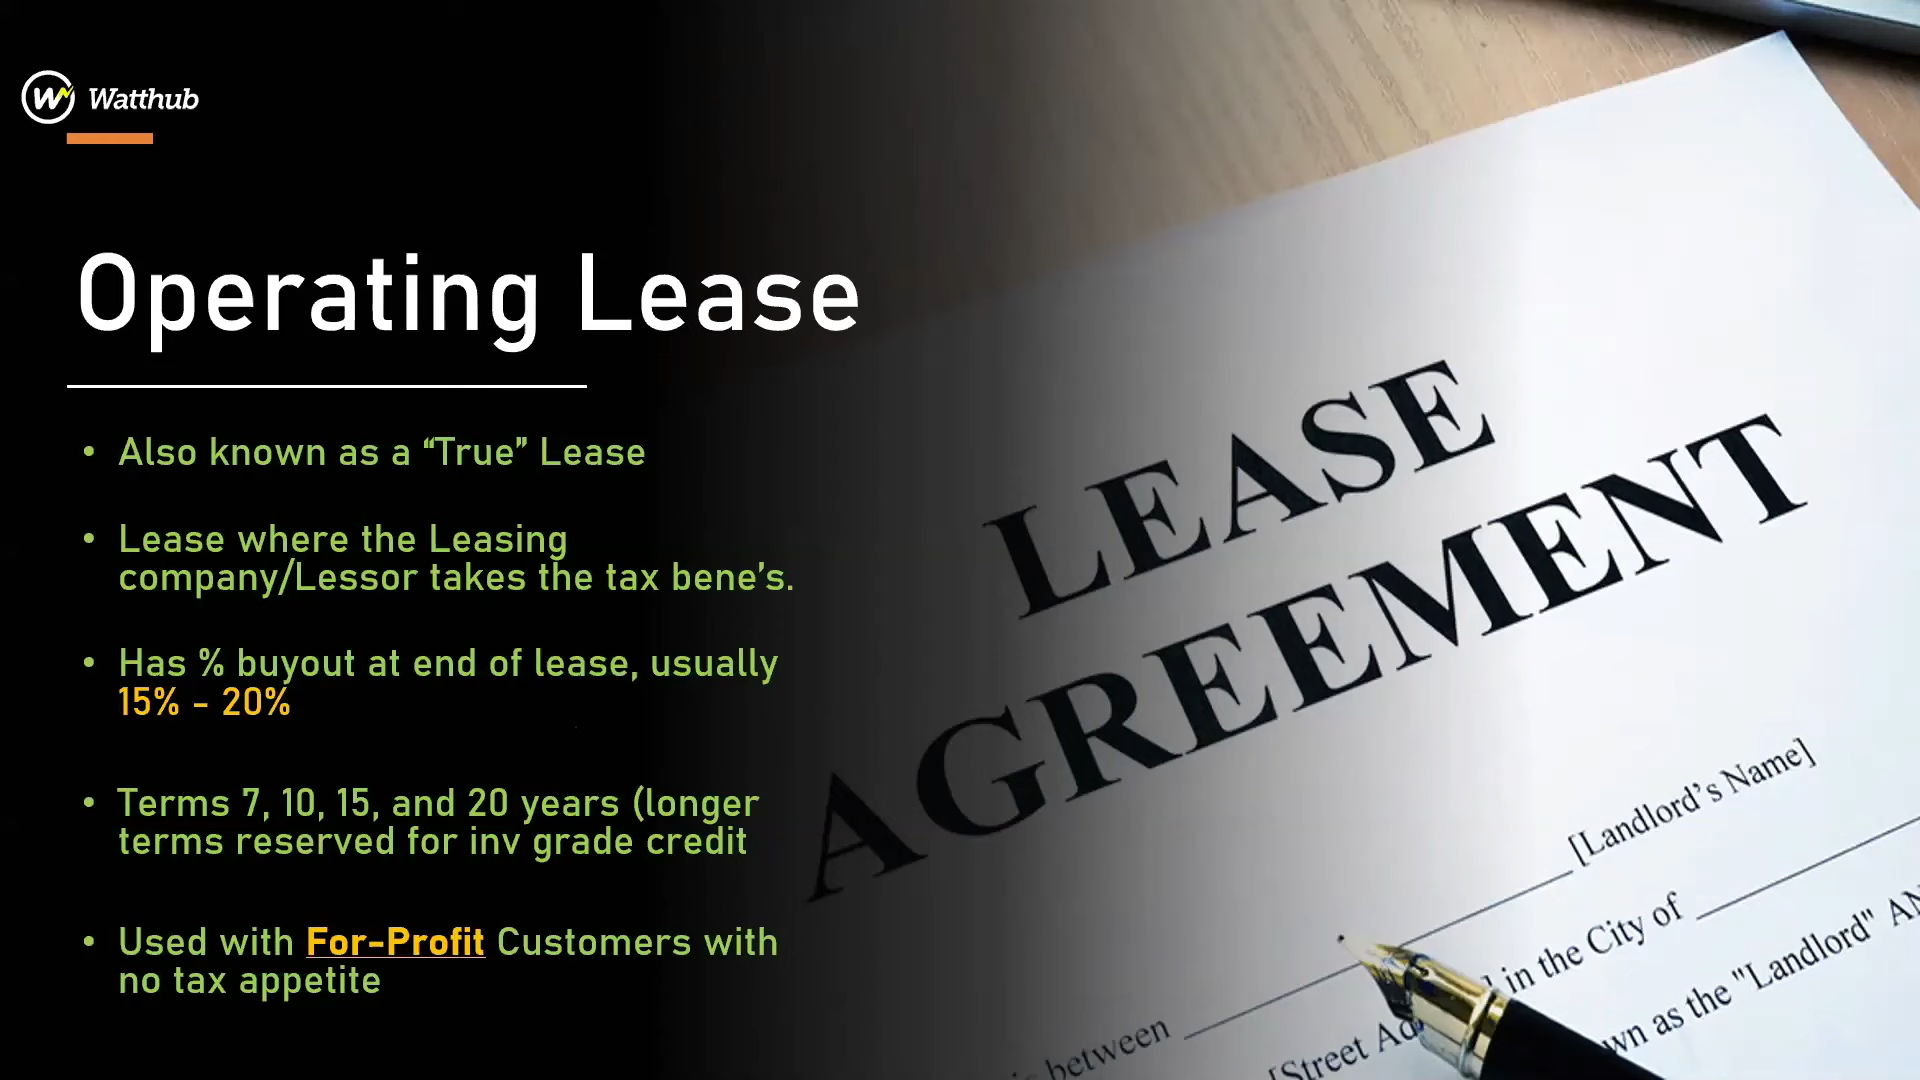 Watthub
Operating Lease
• Also known as a “True” Lease
• Lease where the Leasing
company/Lessor takes the tax bene’s.
• Has % buyout at end of lease, usually
15% - 20%
• Terms 7, 10, 15, and 20 years (longer
terms reserved for inv grade credit
• Used with For-Profit Customers with
no tax appetite
LEASE
AGREEMENT
[Landlord's Name]
between
in the City of
[Street
as the "Landlord"